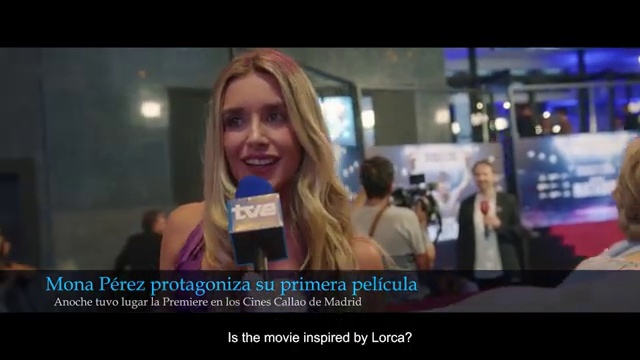 tve
Mona Pérez protagoniza su primera película
Anoche tuvo lugar la Premiere en los Cines Callao de Madrid
Is the movie inspired by Lorca?